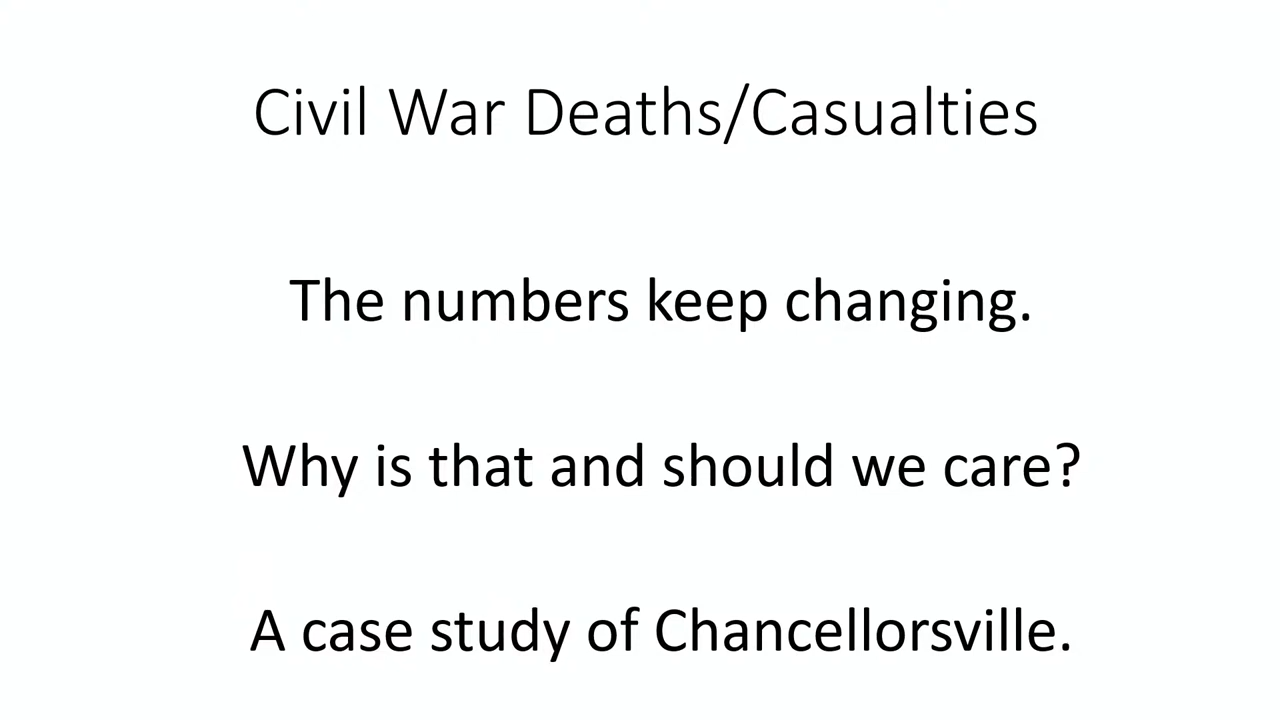 Civil War Deaths/Casualties
The numbers keep changing.
Why is that and should we care?
A case study of Chancellorsville.